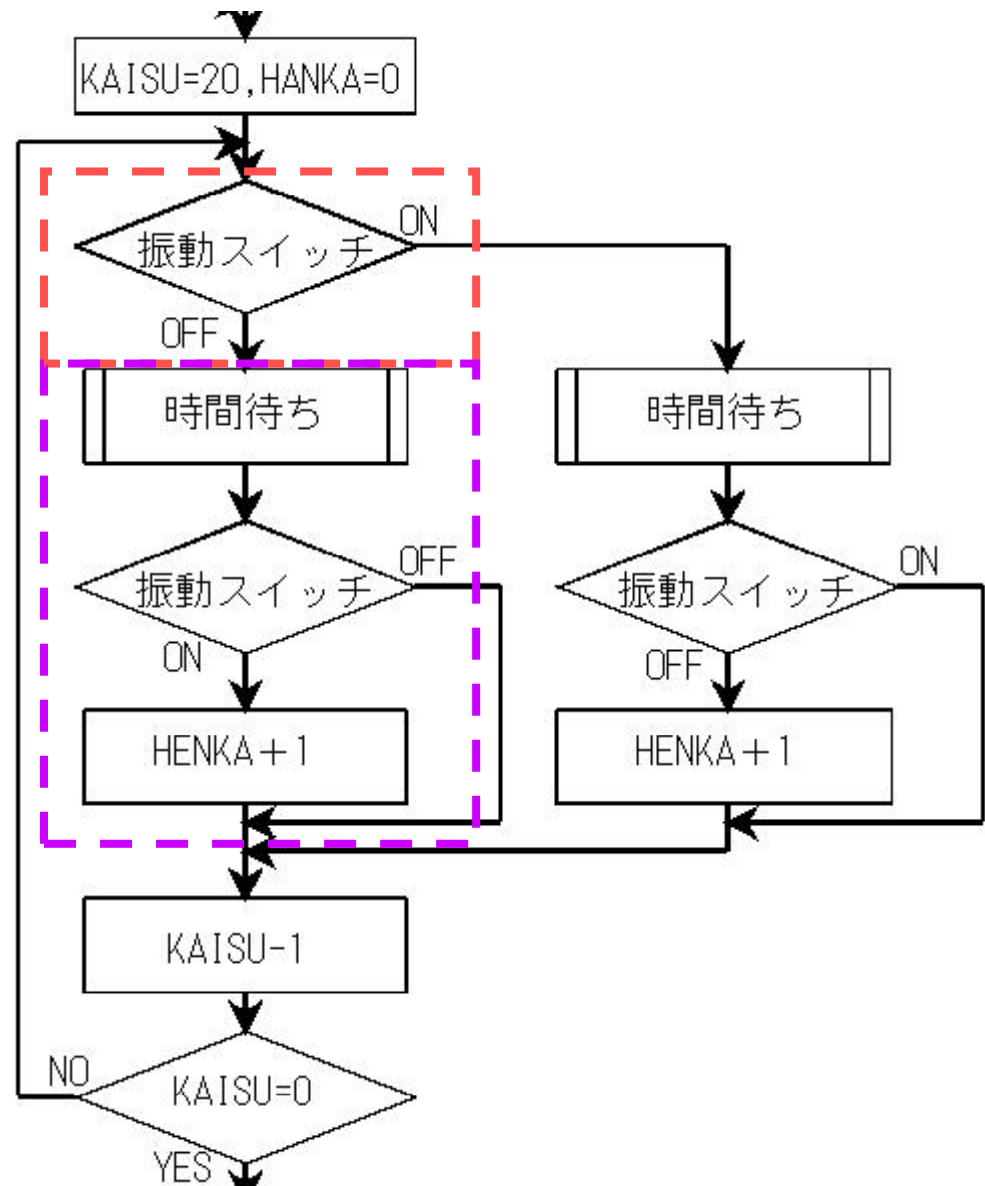 KAISU=20,HANKA=0
振動スイッチ
ON
OFF
時間待ち
時間待ち
振動スイッチ
OFF
ON
振動スイッチ
ON
OFF
HENKA+1
HENKA+1
KAISU-1
KAISU=0
NO
YES